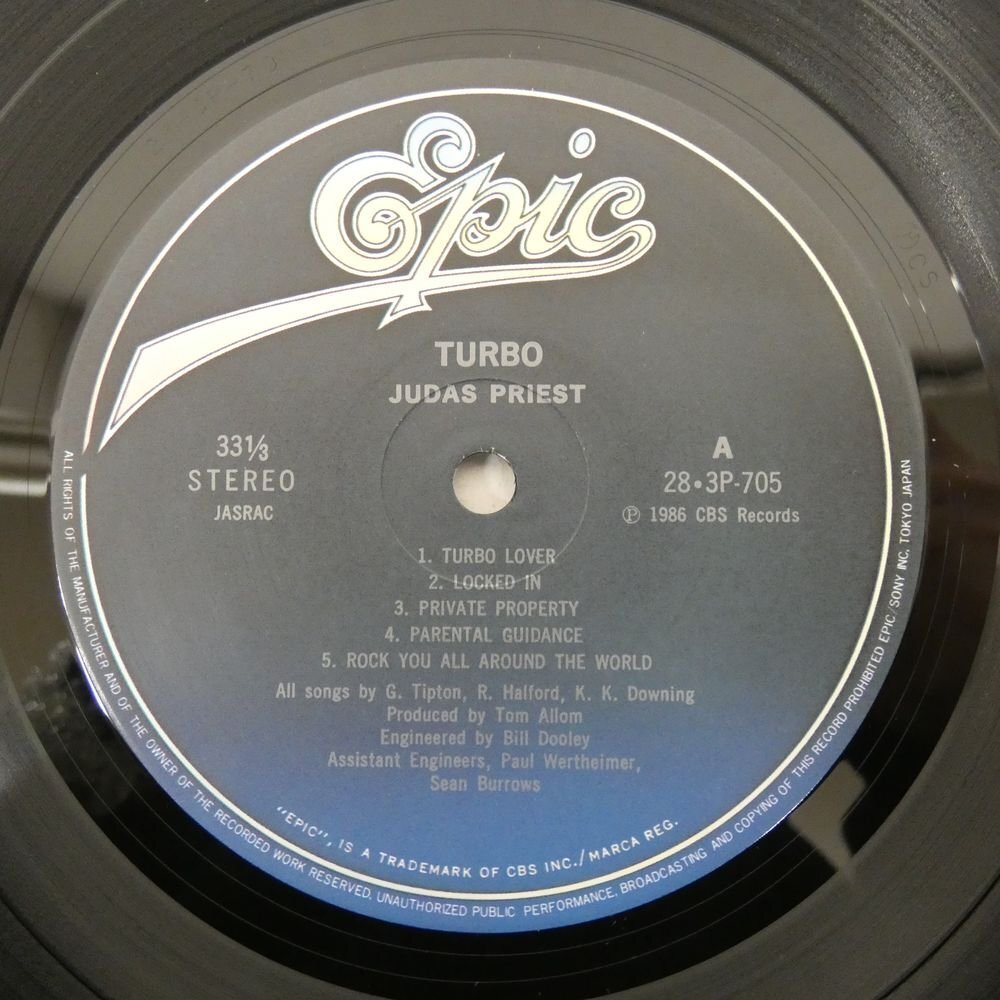 Epic
TURBO
JUDAS PRIEST
33⅓
STEREO
JASRAC
A
28•3P-705
Ⓟ 1986 CBS Records
1. TURBO LOVER
2. LOCKED IN
3. PRIVATE PROPERTY
4. PARENTAL GUIDANCE
5. ROCK YOU ALL AROUND THE WORLD
All songs by G. Tipton, R. Halford, K. K. Downing
Produced by Tom Allom
Engineered by Bill Dooley
Assistant Engineers, Paul Wertheimer,
Sean Burrows
"EPIC", IS A TRADEMARK OF CBS INC./MARCA REG.
ALL RIGHTS OF THE MANUFACTURER AND OF THE OWNER OF THE RECORDED WORK RESERVED. UNAUTHORIZED PUBLIC PERFORMANCE, BROADCASTING AND COPYING OF THIS RECORD PROHIBITED EPIC/SONY INC. TOKYO JAPAN